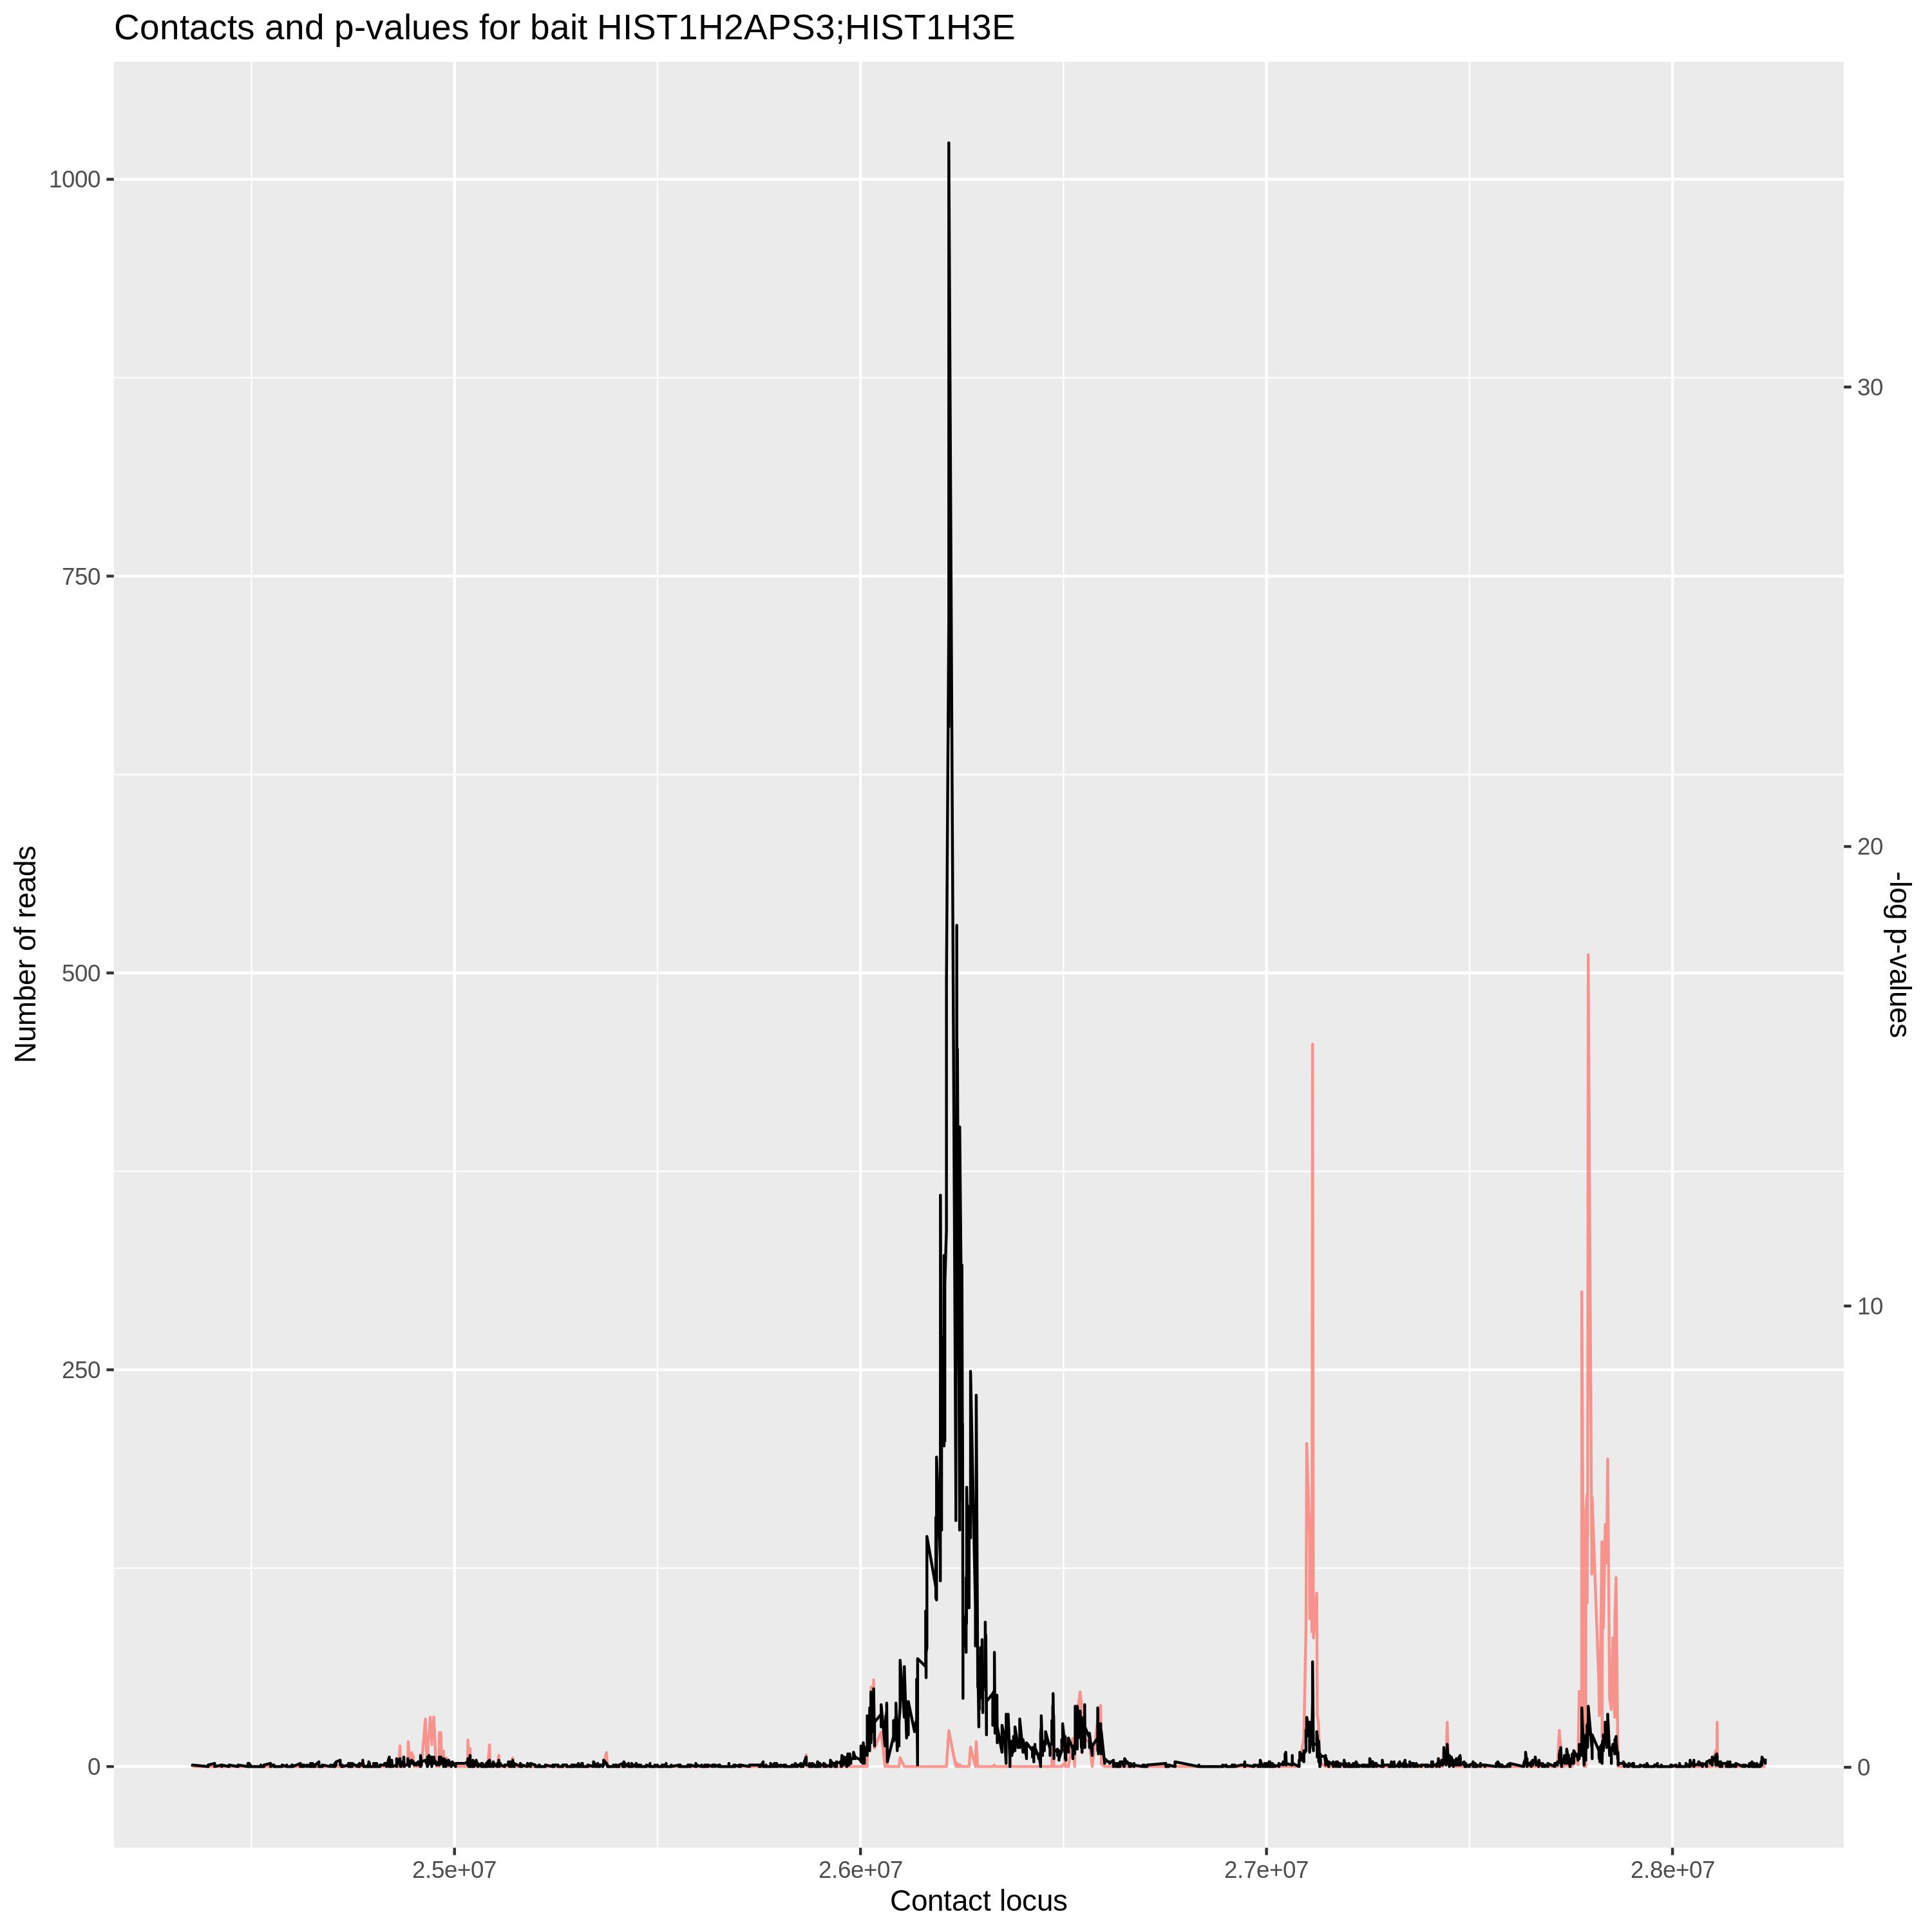 Contacts and p-values for bait HIST1H2APS3;HIST1H3E
1000
750
500
250
0
Number of reads
30
20
10
0
-log p-values
2.5e+07
2.6e+07
2.7e+07
2.8e+07
Contact locus